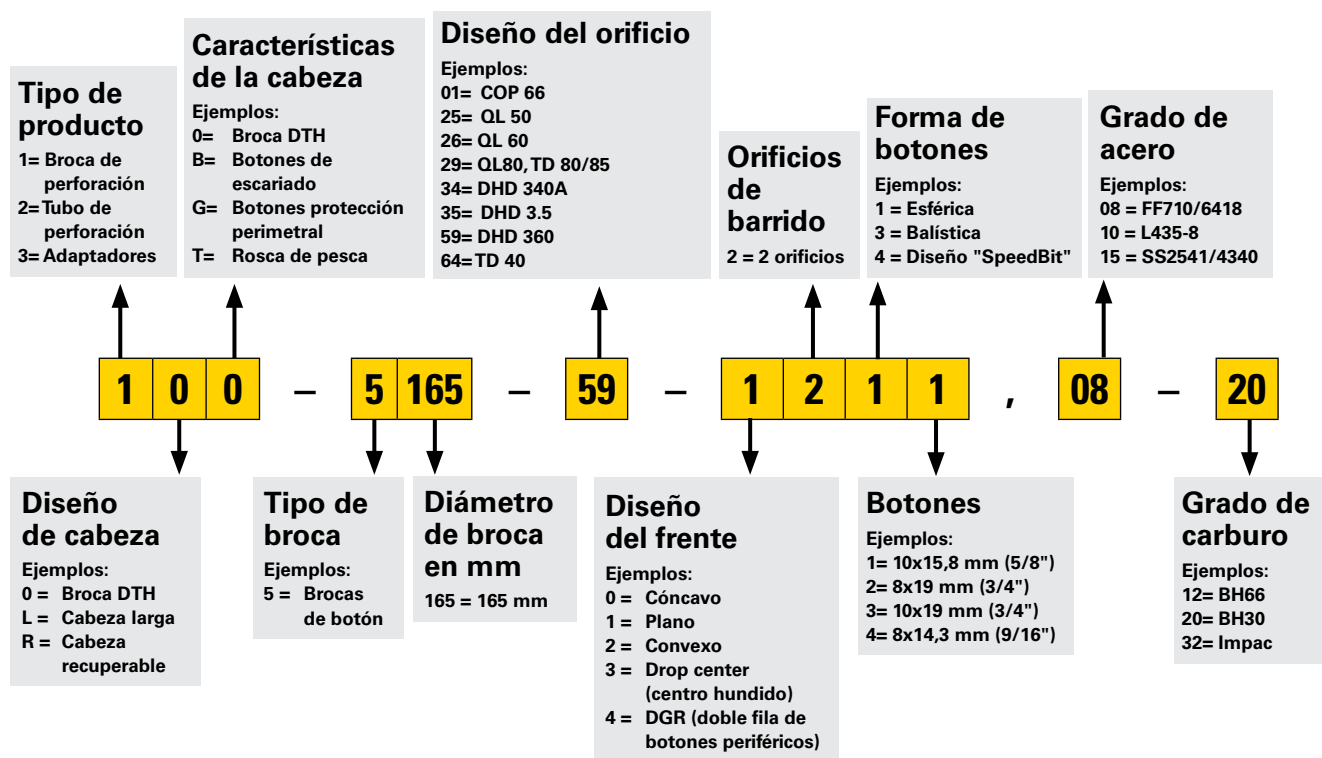 Tipo de
producto
1= Broca de
perforación
2= Tubo de
perforación
3= Adaptadores
Características
de la cabeza
Ejemplos:
0= Broca DTH
B= Botones de
escariado
G= Botones protección
perimetral
T= Rosca de pesca
Diseño del orificio
Ejemplos:
01= COP 66
25= QL 50
26= QL 60
29= QL80, TD 80/85
34= DHD 340A
35= DHD 3.5
59= DHD 360
64= TD 40
Orificios
de
barrido
2 = 2 orificios
Forma de
botones
Ejemplos:
1 = Esférica
3 = Balística
4 = Diseño "SpeedBit"
Grado de
acero
Ejemplos:
08 = FF710/6418
10 = L435-8
15 = SS2541/4340
1 0 0 – 5 165 – 59 – 1 2 1 1 , 08 – 20
Diseño
de cabeza
Ejemplos:
0 = Broca DTH
L = Cabeza larga
R = Cabeza
recuperable
Tipo de
broca
Ejemplos:
5 = Brocas
de botón
Diámetro
de broca
en mm
165 = 165 mm
Diseño
del frente
Ejemplos:
0 = Cóncavo
1 = Plano
2 = Convexo
3 = Drop center
(centro hundido)
4 = DGR (doble fila de
botones periféricos)
Botones
Ejemplos:
1= 10x15,8 mm (5/8")
2= 8x19 mm (3/4")
3= 10x19 mm (3/4")
4= 8x14,3 mm (9/16")
Grado de
carburo
Ejemplos:
12= BH66
20= BH30
32= Impac